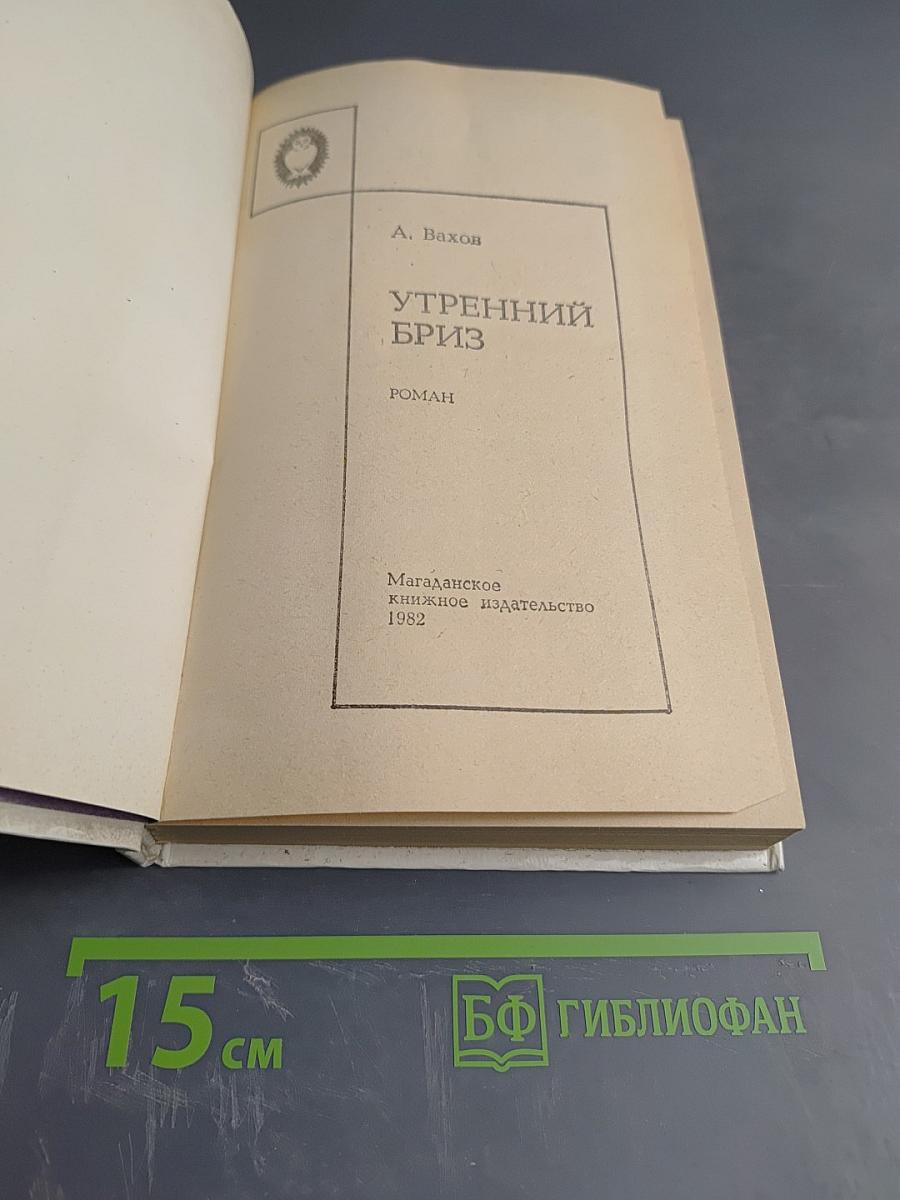 А. Вахов
УТРЕННИЙ
БРИЗ
РОМАН
Магаданское
книжное издательство
1982
15 см
БФ ГИБЛИОФАН